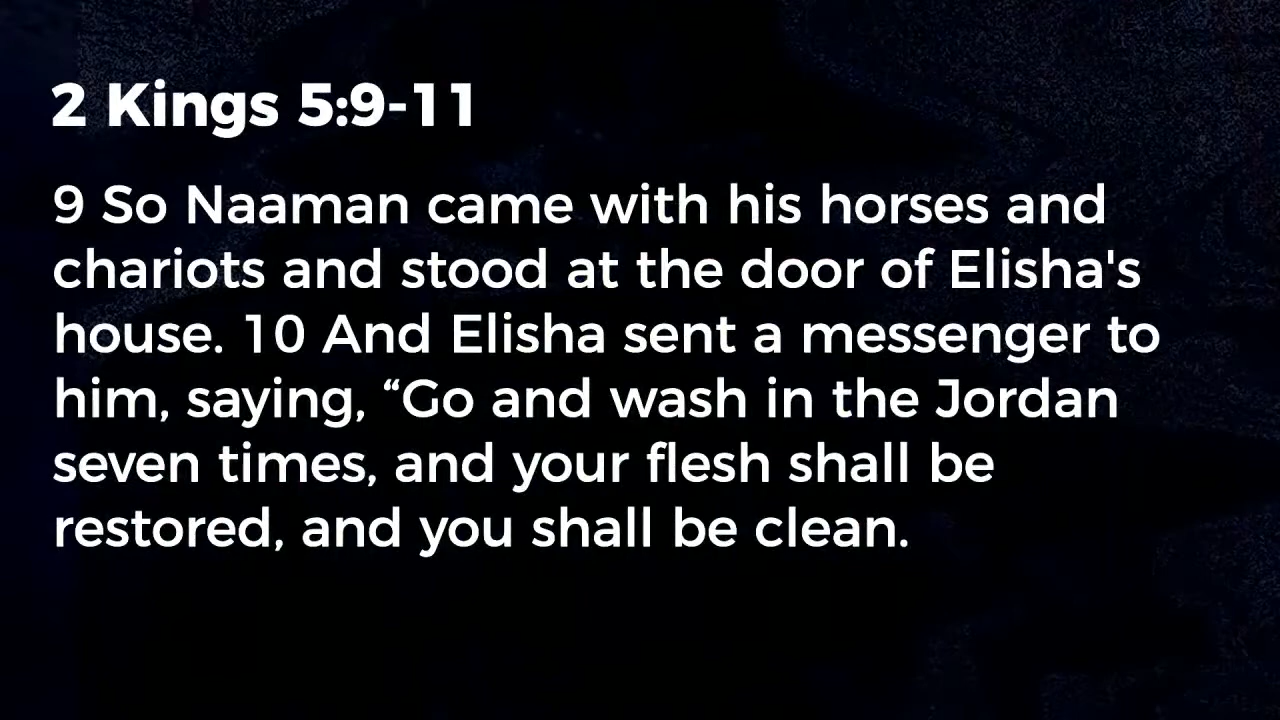 2 Kings 5:9-11
9 So Naaman came with his horses and
chariots and stood at the door of Elisha's
house. 10 And Elisha sent a messenger to
him, saying, “Go and wash in the Jordan
seven times, and your flesh shall be
restored, and you shall be clean.